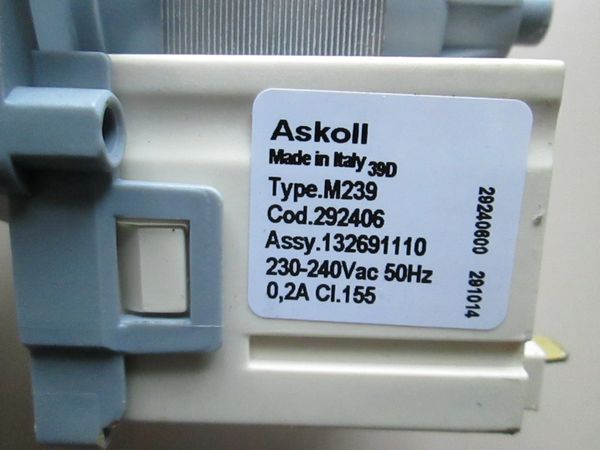 Askoll
Made in Italy 39D
Type.M239
Cod.292406
Assy.132691110
230-240Vac 50Hz
0,2A Cl.155
29240600 291014